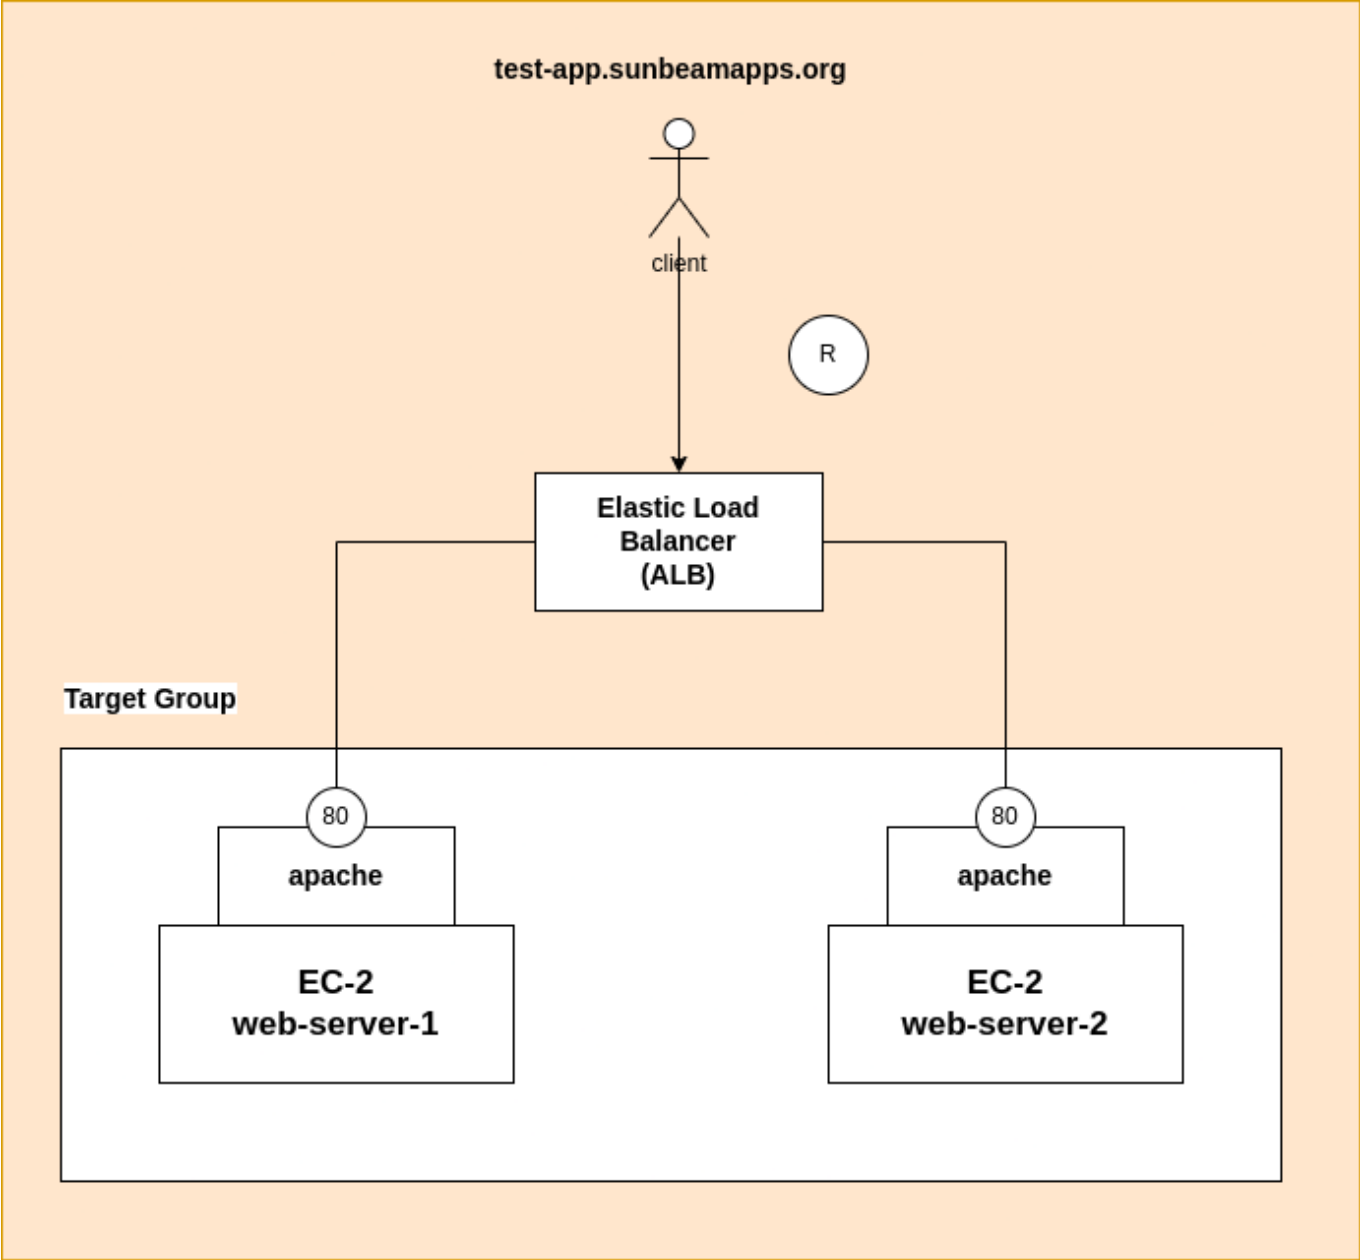 test-app.sunbeamapps.org
client
R
Elastic Load
Balancer
(ALB)
Target Group
80
80
apache
apache
EC-2
web-server-1
EC-2
web-server-2